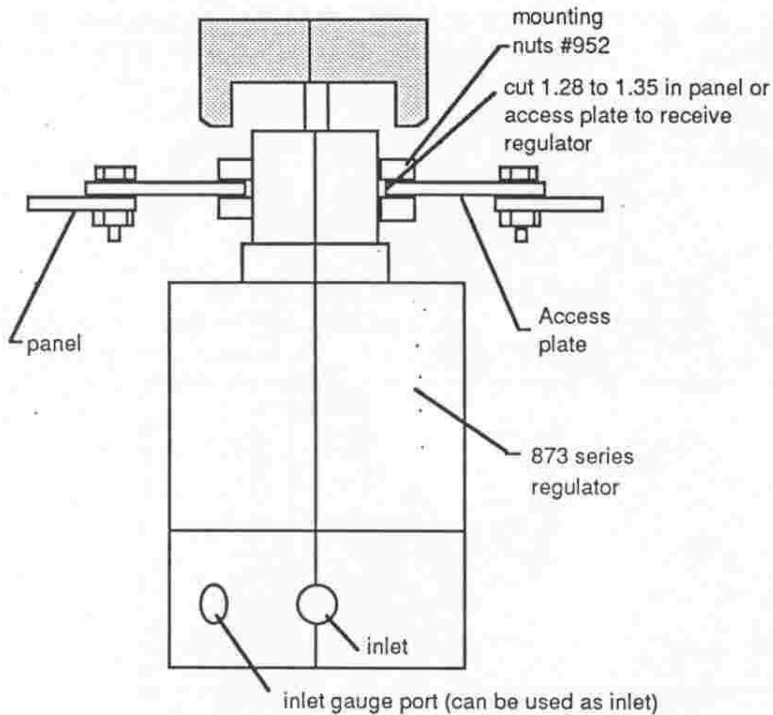 mounting
nuts #952
cut 1.28 to 1.35 in panel or
access plate to receive
regulator
panel
Access
plate
873 series
regulator
inlet
inlet gauge port (can be used as inlet)